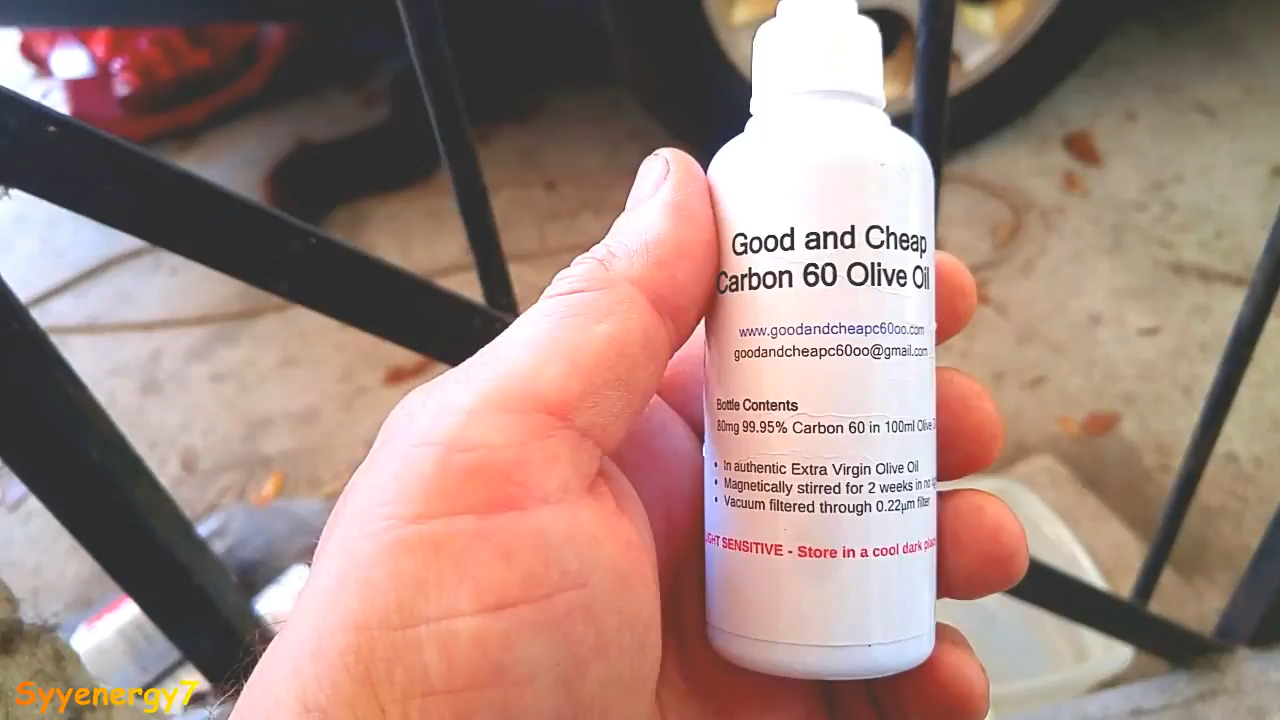 Good and Cheap
Carbon 60 Olive Oil
www.goodandcheapc60oo.com
goodandcheapc60oo@gmail.com
Bottle Contents
80mg 99.95% Carbon 60 in 100ml Olive
• In authentic Extra Virgin Olive Oil
• Magnetically stirred for 2 weeks in no
• Vacuum filtered through 0.22µm filter
SENSITIVE - Store in a cool dark
Syyenergy7